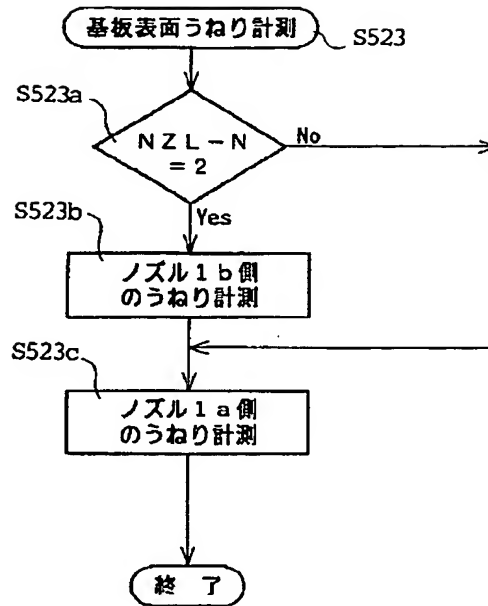 基板表面うねり計測
S523
S523a
NZL-N
=2
No
Yes
S523b
ノズル1b側
のうねり計測
S523c
ノズル1a側
のうねり計測
終 了